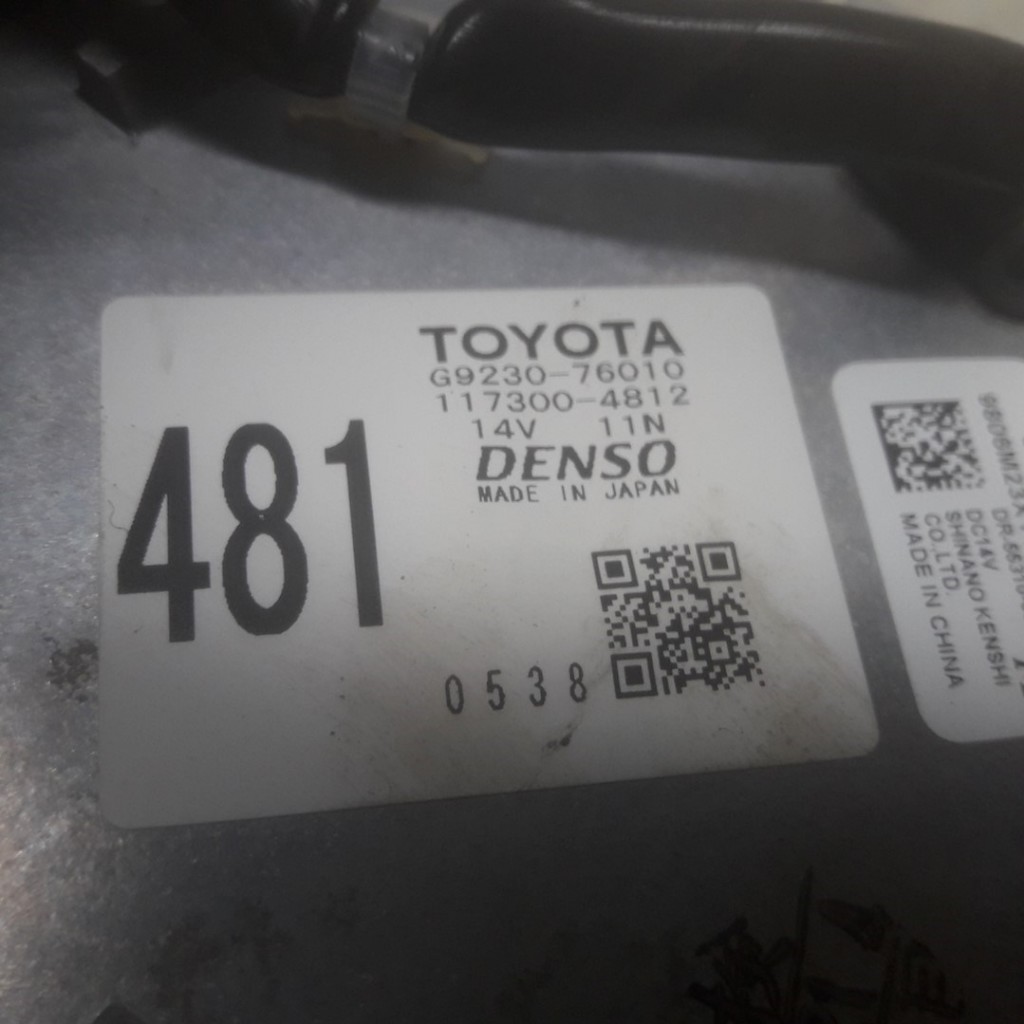 TOYOTA
G9230-76010
117300-4812
14V 11N
DENSO
MADE IN JAPAN
481
0538
DC14V
SHINANO KENSHI
CO.,LTD.
MADE IN CHINA